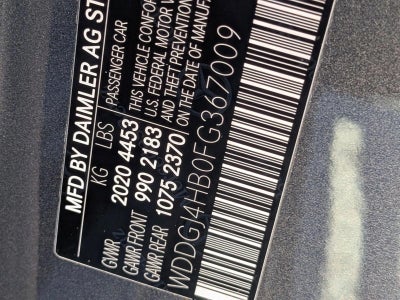 MFD BY DAIMLER AG ST
KG LBS PASSENGER CAR
GVWR 2020 4453 THIS VEHICLE CONFOR
GAWR FRONT 990 2183 U.S. FEDERAL MOTOR V
GAWR REAR 1075 2370 AND THEFT PREVENTION
ON THE DATE OF MANUF
WDDGJ4HB0FG367009